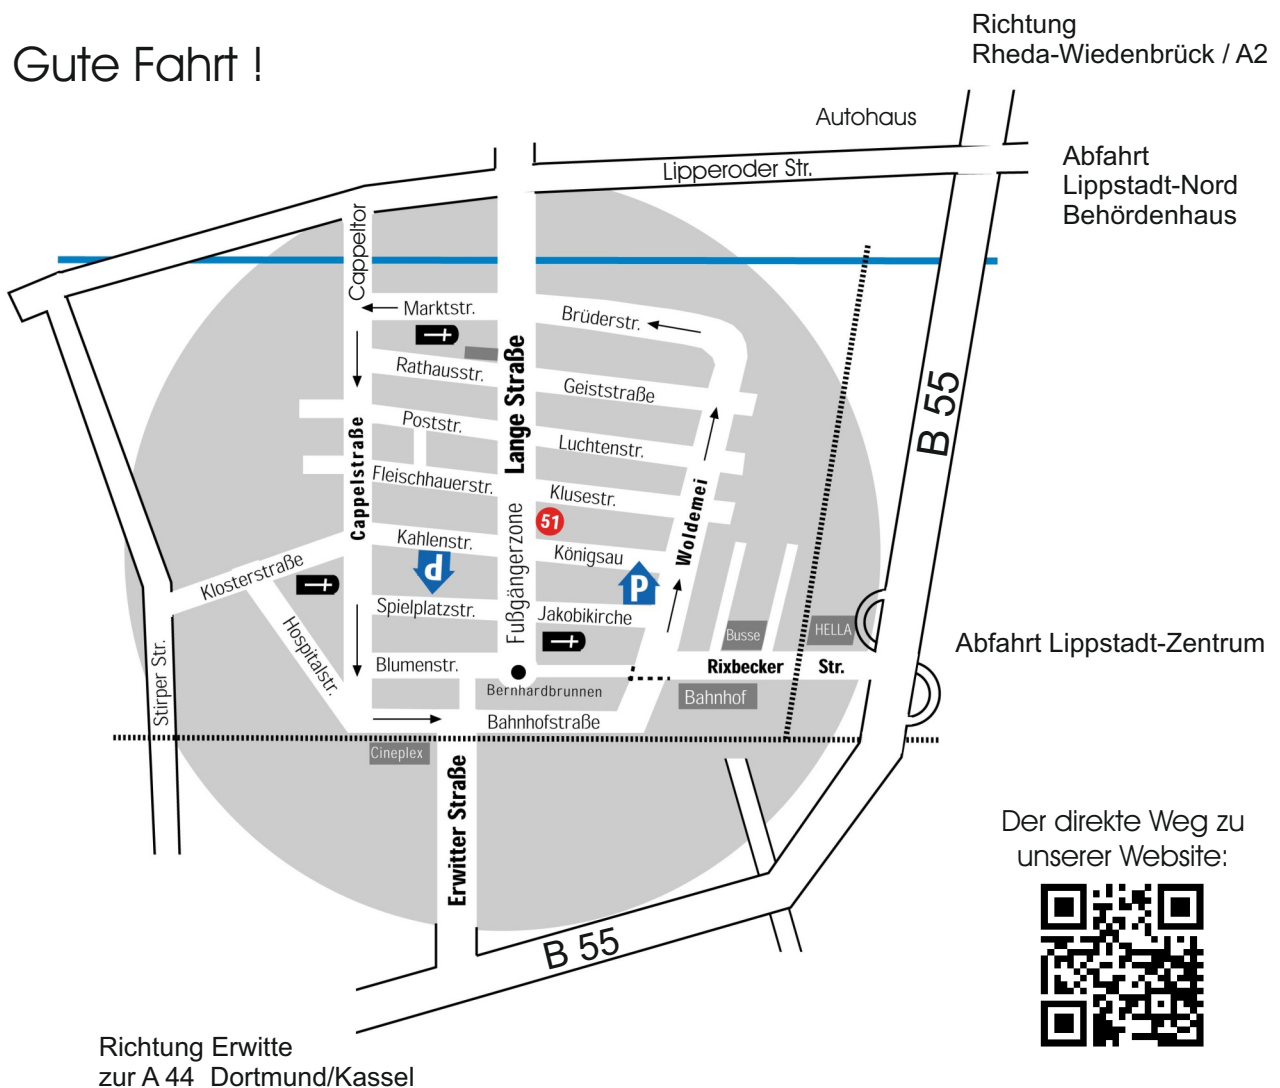 Gute Fahrt !
Richtung
Rheda-Wiedenbrück / A2
Autohaus
Lipperoder Str.
Abfahrt
Lippstadt-Nord
Behördenhaus
Cappeltor
Marktstr.
Brüderstr.
Rathausstr.
Geiststraße
Lange Straße
Poststr.
Luchtenstr.
Cappelstraße
Fleischhauerstr.
Klusestr.
B 55
51
Fußgängerzone
Woldemei
Kahlenstr.
Königsau
P
P
Klosterstraße
Spielplatzstr.
Jakobikirche
Hospitalstr.
Busse
HELLA
Abfahrt Lippstadt-Zentrum
Stirper Str.
Blumenstr.
Rixbecker Str.
Bernhardbrunnen
Bahnhof
Bahnhofstraße
Cineplex
Erwitter Straße
B 55
Der direkte Weg zu
unserer Website:
Richtung Erwitte
zur A 44 Dortmund/Kassel